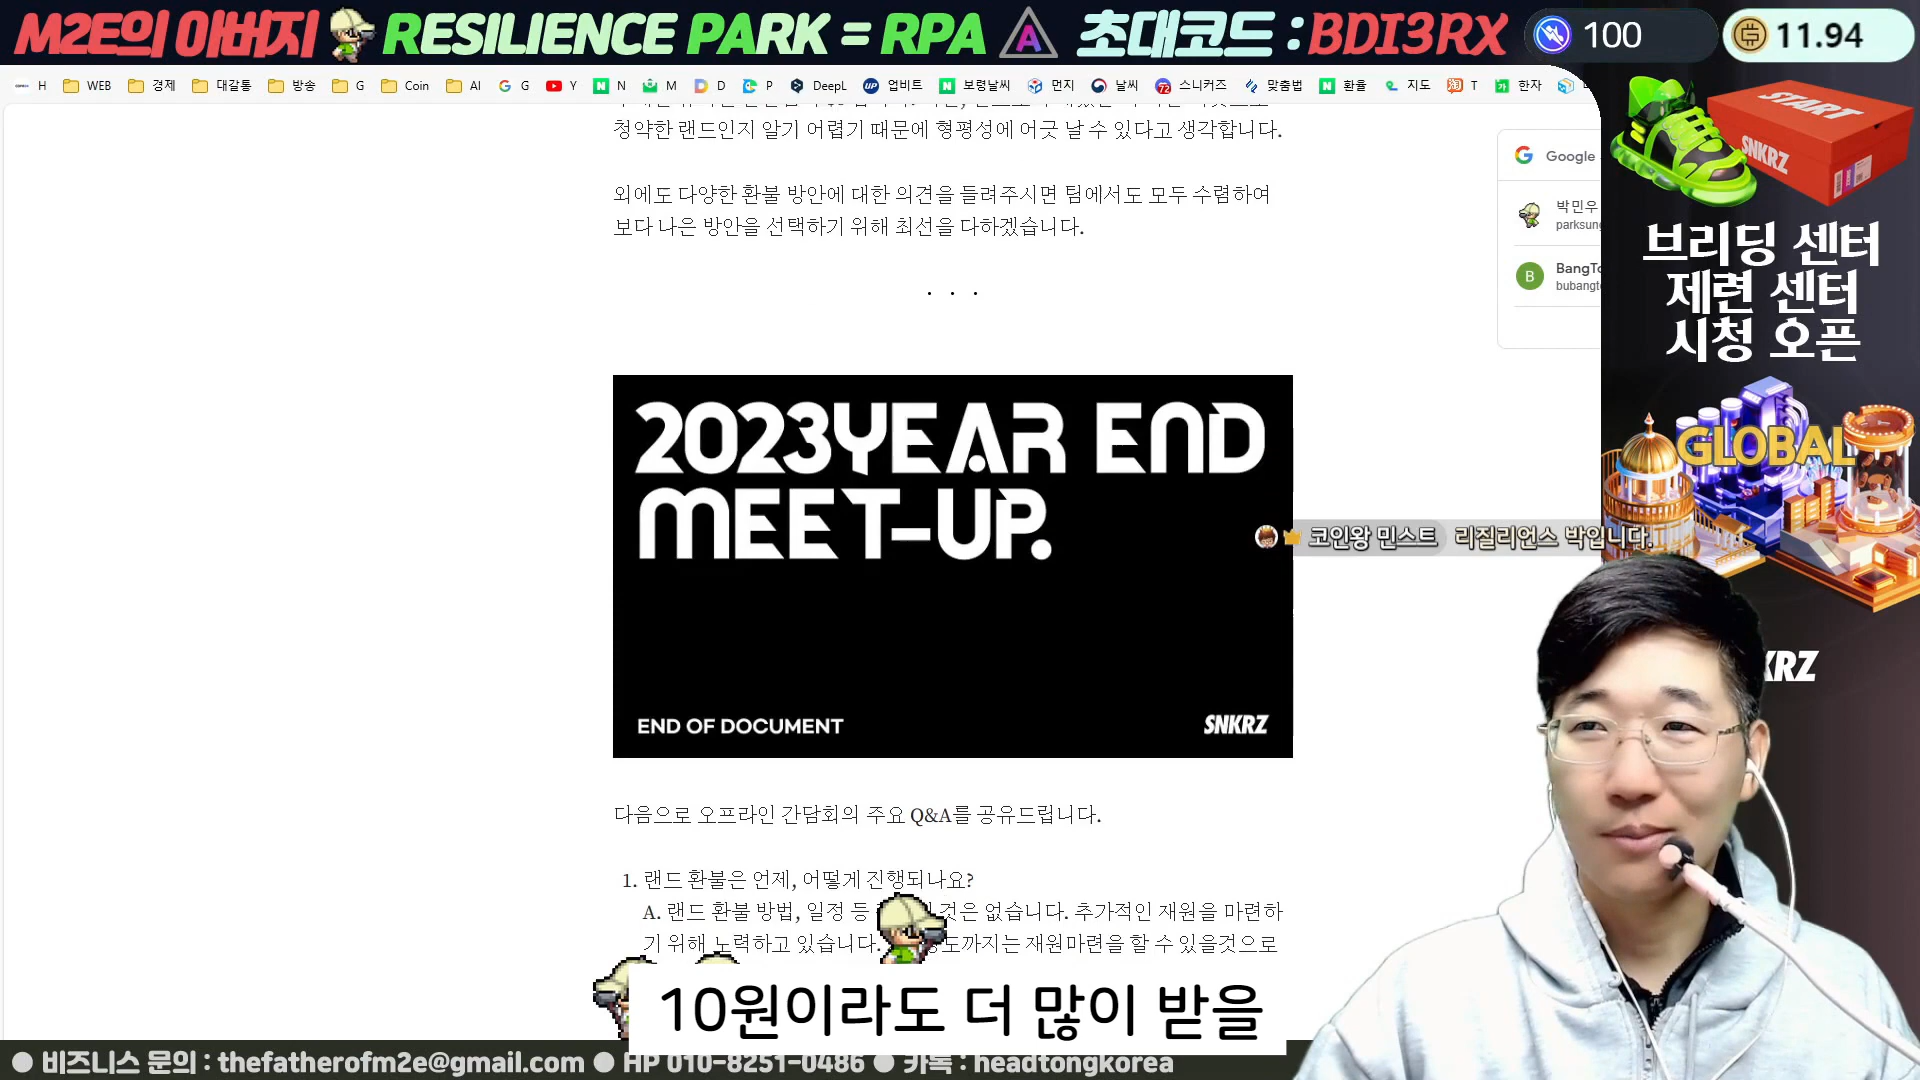 M2E의 아버지 RESILIENCE PARK = RPA 초대코드 : BDI3RX 100 11.94
H WEB 경제 대갈통 방송 G Coin AI G Y N M D P DeepL 업비트 보령날씨 먼지 날씨 스니커즈 맞춤법 환율 지도 T 한자
청약한 랜드인지 알기 어렵기 때문에 형평성에 어긋 날 수 있다고 생각합니다.
외에도 다양한 환불 방안에 대한 의견을 들려주시면 팀에서도 모두 수렴하여
보다 나은 방안을 선택하기 위해 최선을 다하겠습니다.
. . .
Google
박민우
parksung
B
BangTo
bubangto
START
SNKRZ
브리딩 센터
제련 센터
시청 오픈
GLOBAL
2023YEAR END
MEET-UP.
END OF DOCUMENT
SNKRZ
코인왕 민스트 리질리언스 박입니다.
KRZ
다음으로 오프라인 간담회의 주요 Q&A를 공유드립니다.
1. 랜드 환불은 언제, 어떻게 진행되나요?
A. 랜드 환불 방법, 일정 등 것은 없습니다. 추가적인 재원을 마련하
기 위해 노력하고 있습니다. 도까지는 재원마련을 할 수 있을것으로
10원이라도 더 많이 받을
● 비즈니스 문의 : thefatherofm2e@gmail.com ● HP 010-8251-0486 ● 카톡 : headtongkorea